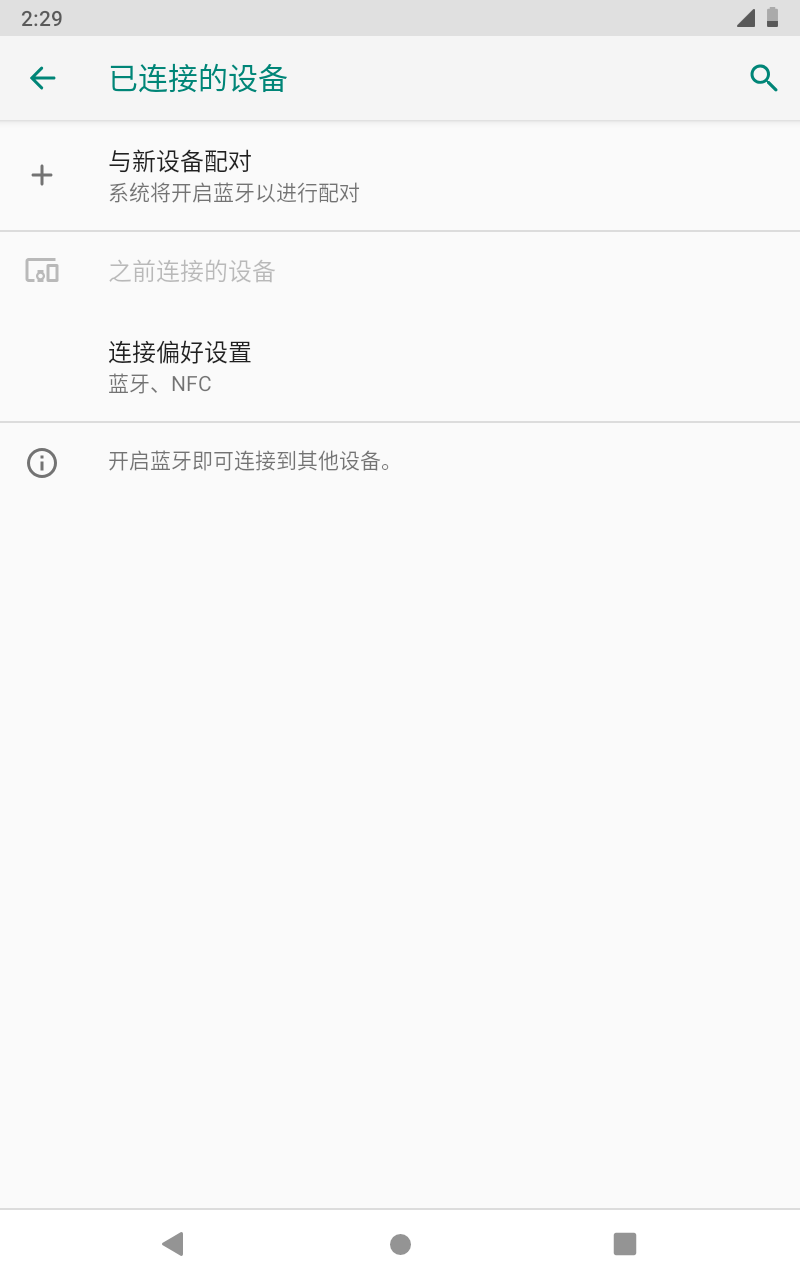 2:29
已连接的设备
与新设备配对
系统将开启蓝牙以进行配对
之前连接的设备
连接偏好设置
蓝牙、NFC
开启蓝牙即可连接到其他设备。